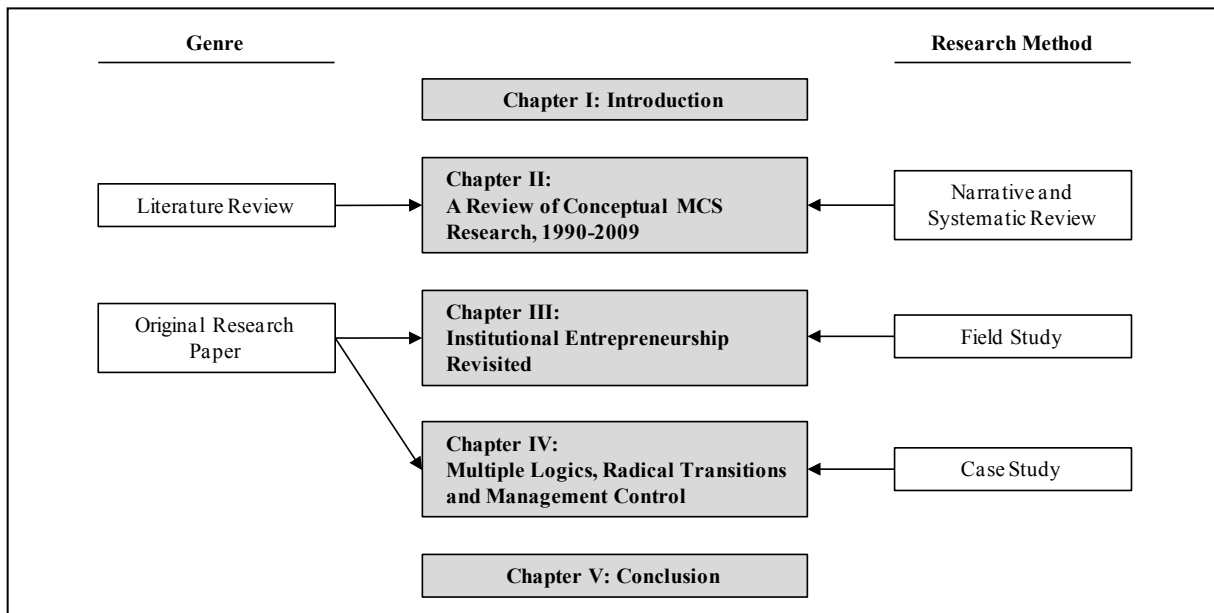 Genre
Research Method
Chapter I: Introduction
Literature Review
Chapter II:
A Review of Conceptual MCS
Research, 1990-2009
Narrative and
Systematic Review
Original Research
Paper
Chapter III:
Institutional Entrepreneurship
Revisited
Field Study
Chapter IV:
Multiple Logics, Radical Transitions
and Management Control
Case Study
Chapter V: Conclusion